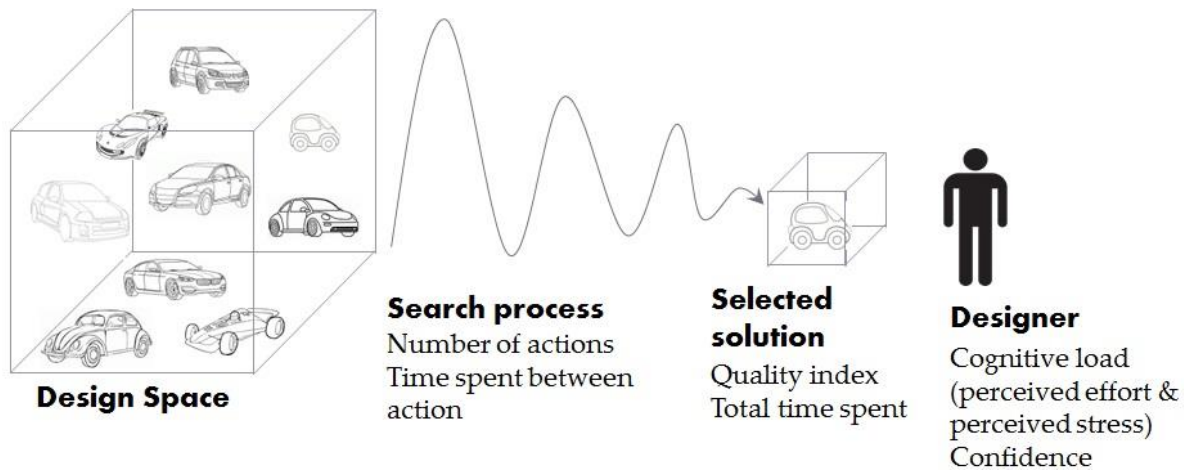 Design Space
Search process
Number of actions
Time spent between
action
Selected
solution
Quality index
Total time spent
Designer
Cognitive load
(perceived effort &
perceived stress)
Confidence